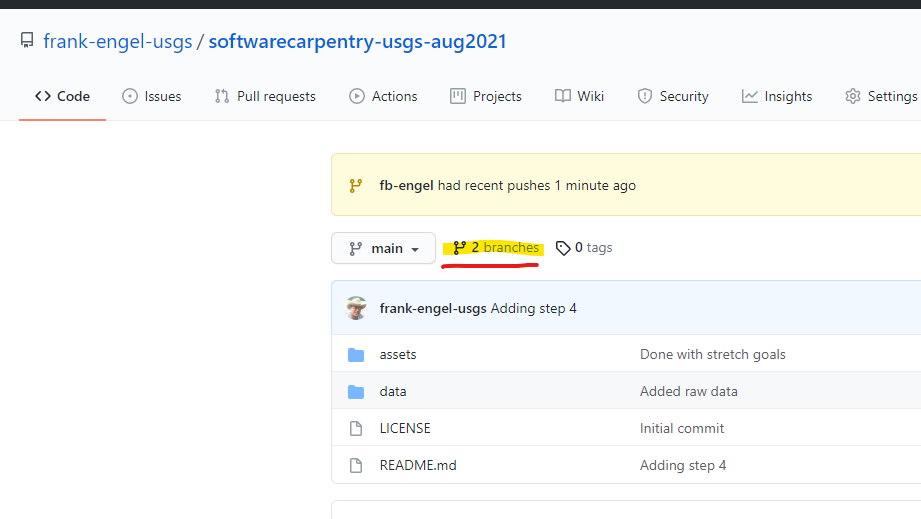 frank-engel-usgs / softwarecarpentry-usgs-aug2021
Code Issues Pull requests Actions Projects Wiki Security Insights Settings
fb-engel had recent pushes 1 minute ago
main 2 branches 0 tags
frank-engel-usgs Adding step 4
assets Done with stretch goals
data Added raw data
LICENSE Initial commit
README.md Adding step 4